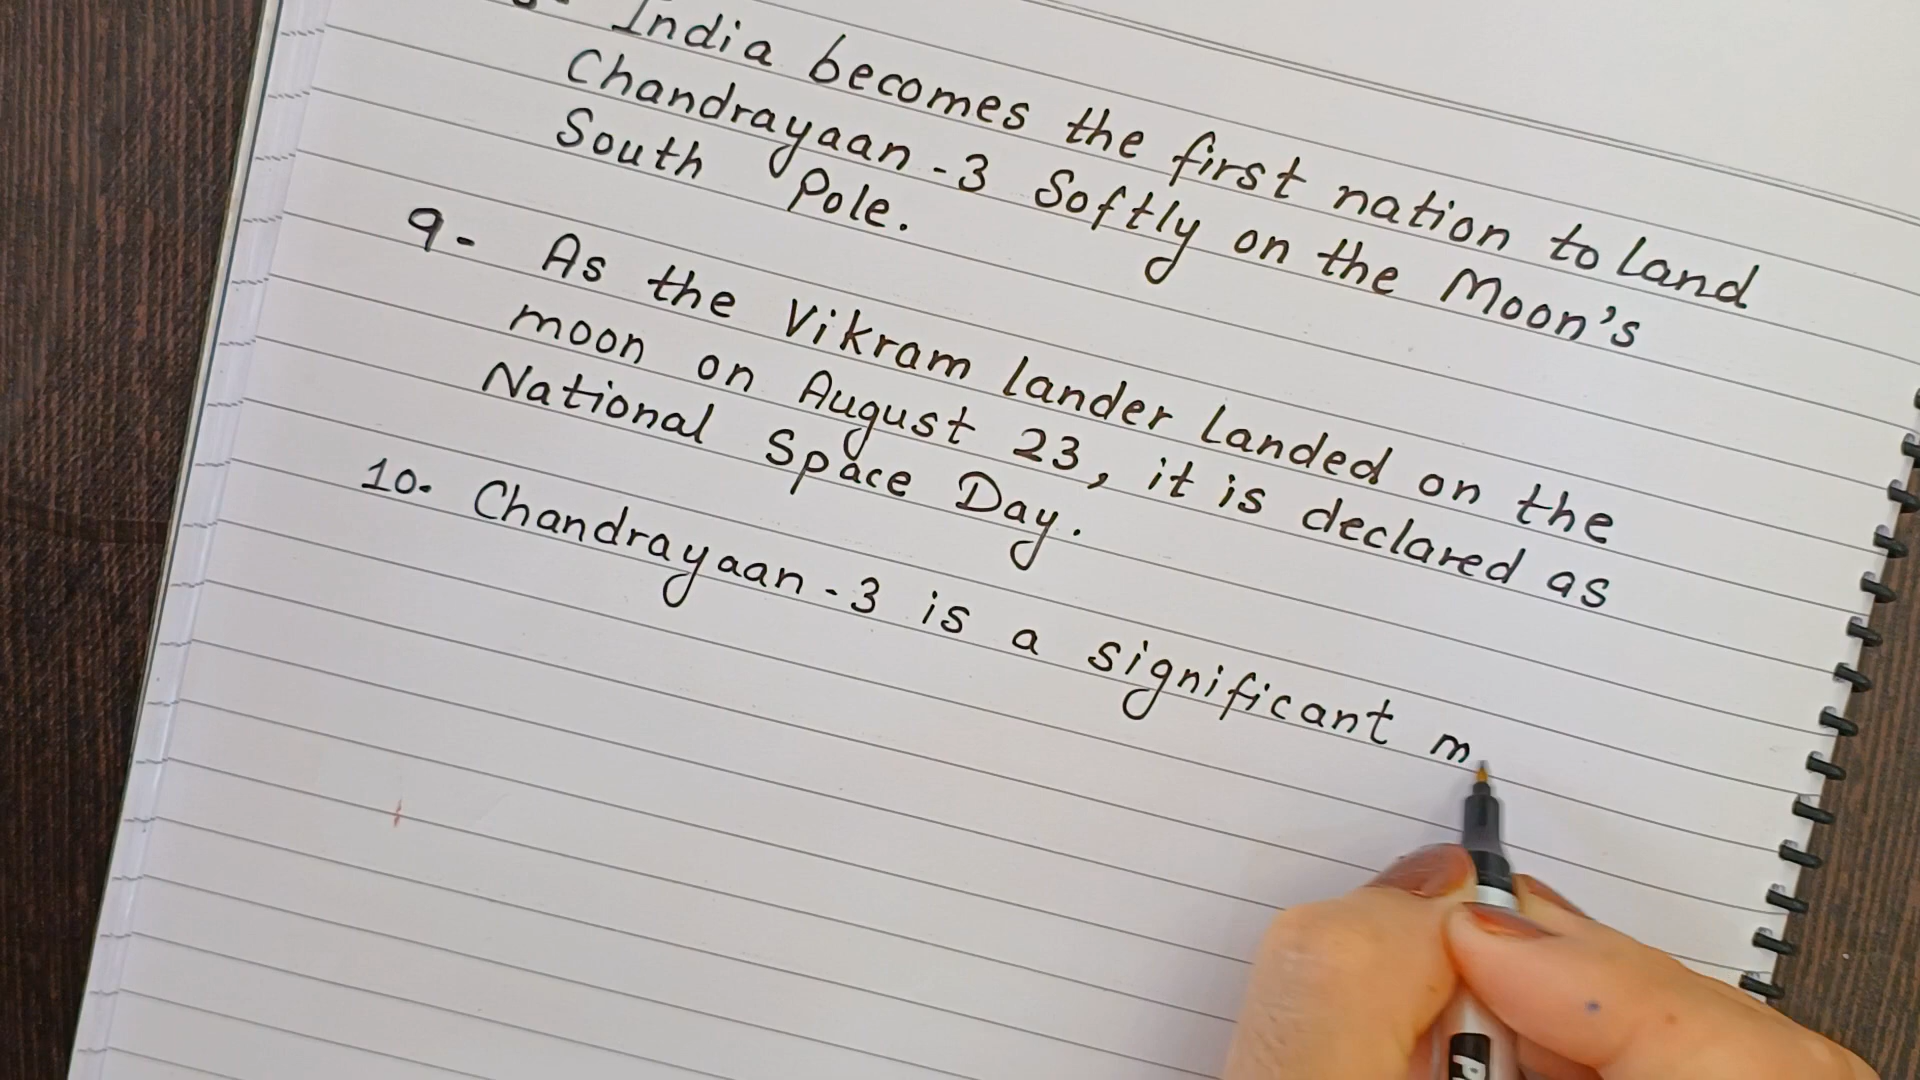 India becomes the first nation to land
Chandrayaan-3 Softly on the Moon's
South Pole.
9- As the Vikram lander landed on the
moon on August 23, it is declared as
National Space Day.
10. Chandrayaan-3 is a significant m